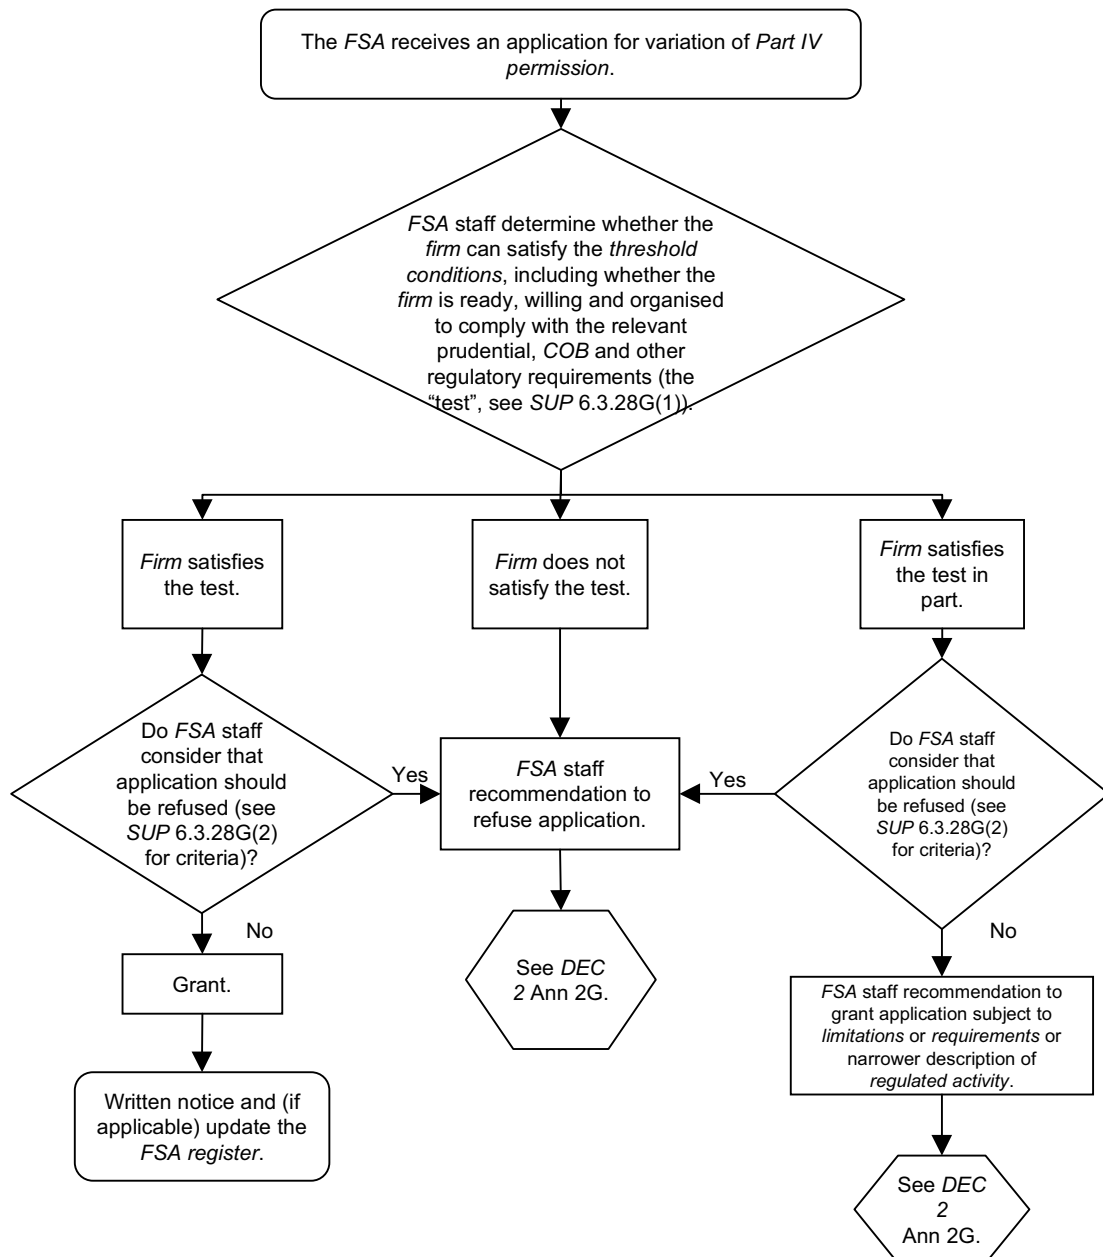 The FSA receives an application for variation of Part IV
permission.
FSA staff determine whether the
firm can satisfy the threshold
conditions, including whether the
firm is ready, willing and organised
to comply with the relevant
prudential, COB and other
regulatory requirements (the
“test”, see SUP 6.3.28G(1)).
Firm satisfies
the test.
Firm does not
satisfy the test.
Firm satisfies
the test in
part.
Do FSA staff
consider that
application should
be refused (see
SUP 6.3.28G(2)
for criteria)?
Yes
FSA staff
recommendation to
refuse application.
Yes
Do FSA staff
consider that
application should
be refused (see
SUP 6.3.28G(2)
for criteria)?
No
Grant.
Written notice and (if
applicable) update the
FSA register.
See DEC
2 Ann 2G.
No
FSA staff recommendation to
grant application subject to
limitations or requirements or
narrower description of
regulated activity.
See DEC
2
Ann 2G.